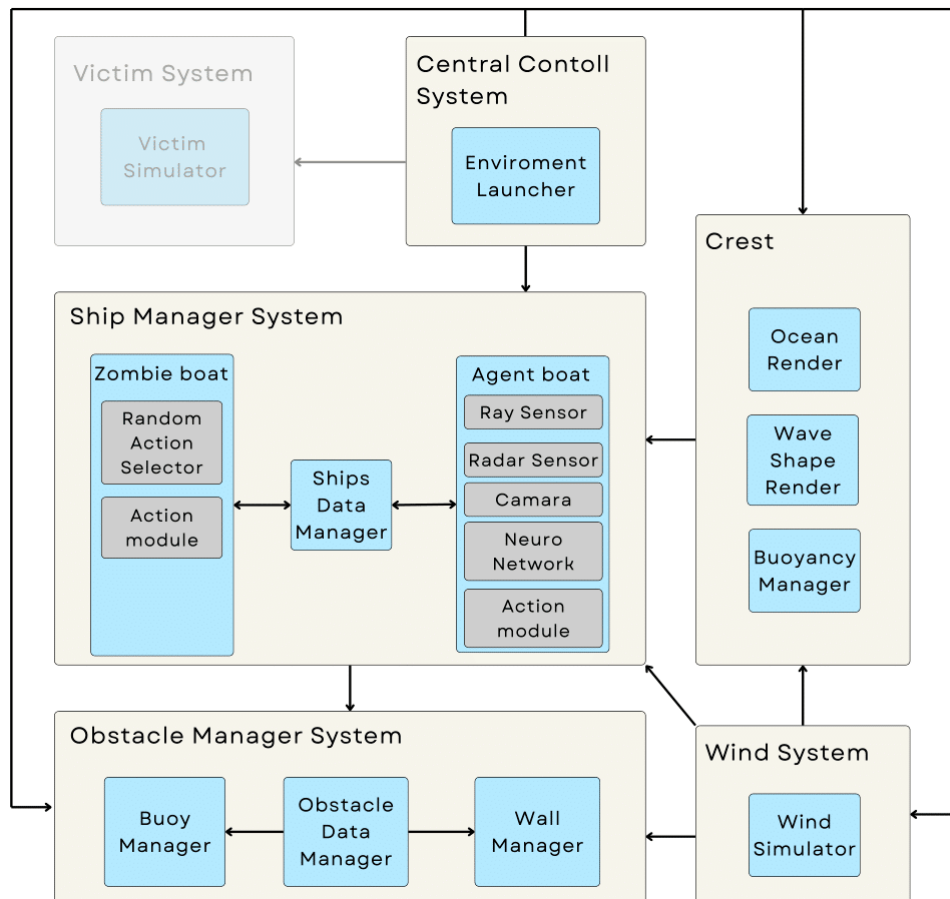 Victim System
Victim
Simulator
Central Contoll
System
Enviroment
Launcher
Crest
Ocean
Render
Wave
Shape
Render
Buoyancy
Manager
Ship Manager System
Zombie boat
Random
Action
Selector
Action
module
Ships
Data
Manager
Agent boat
Ray Sensor
Radar Sensor
Camara
Neuro
Network
Action
module
Obstacle Manager System
Buoy
Manager
Obstacle
Data
Manager
Wall
Manager
Wind System
Wind
Simulator